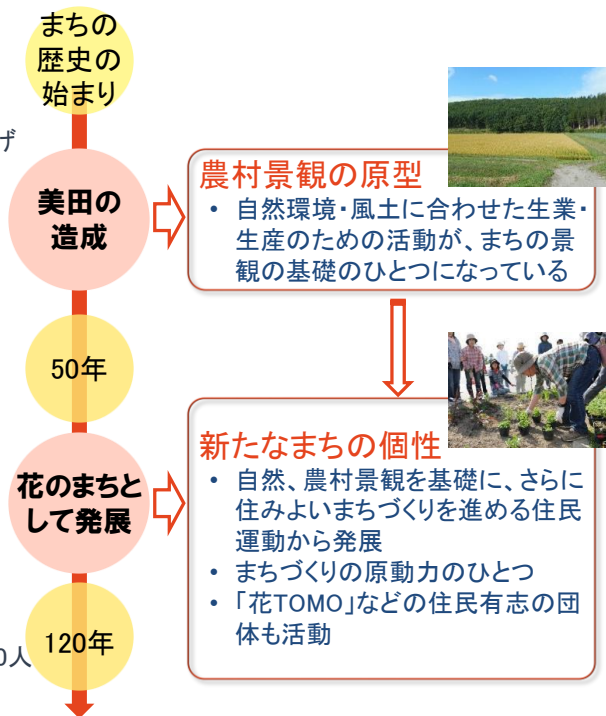 まちの
歴史の
始まり
げ
美田の
造成
農村景観の原型
• 自然環境・風土に合わせた生業・
生産のための活動が、まちの景
観の基礎のひとつになっている
50年
花のまちと
して発展
新たなまちの個性
• 自然、農村景観を基礎に、さらに
住みよいまちづくりを進める住民
運動から発展
• まちづくりの原動力のひとつ
• 「花TOMO」などの住民有志の団
体も活動
0人
120年